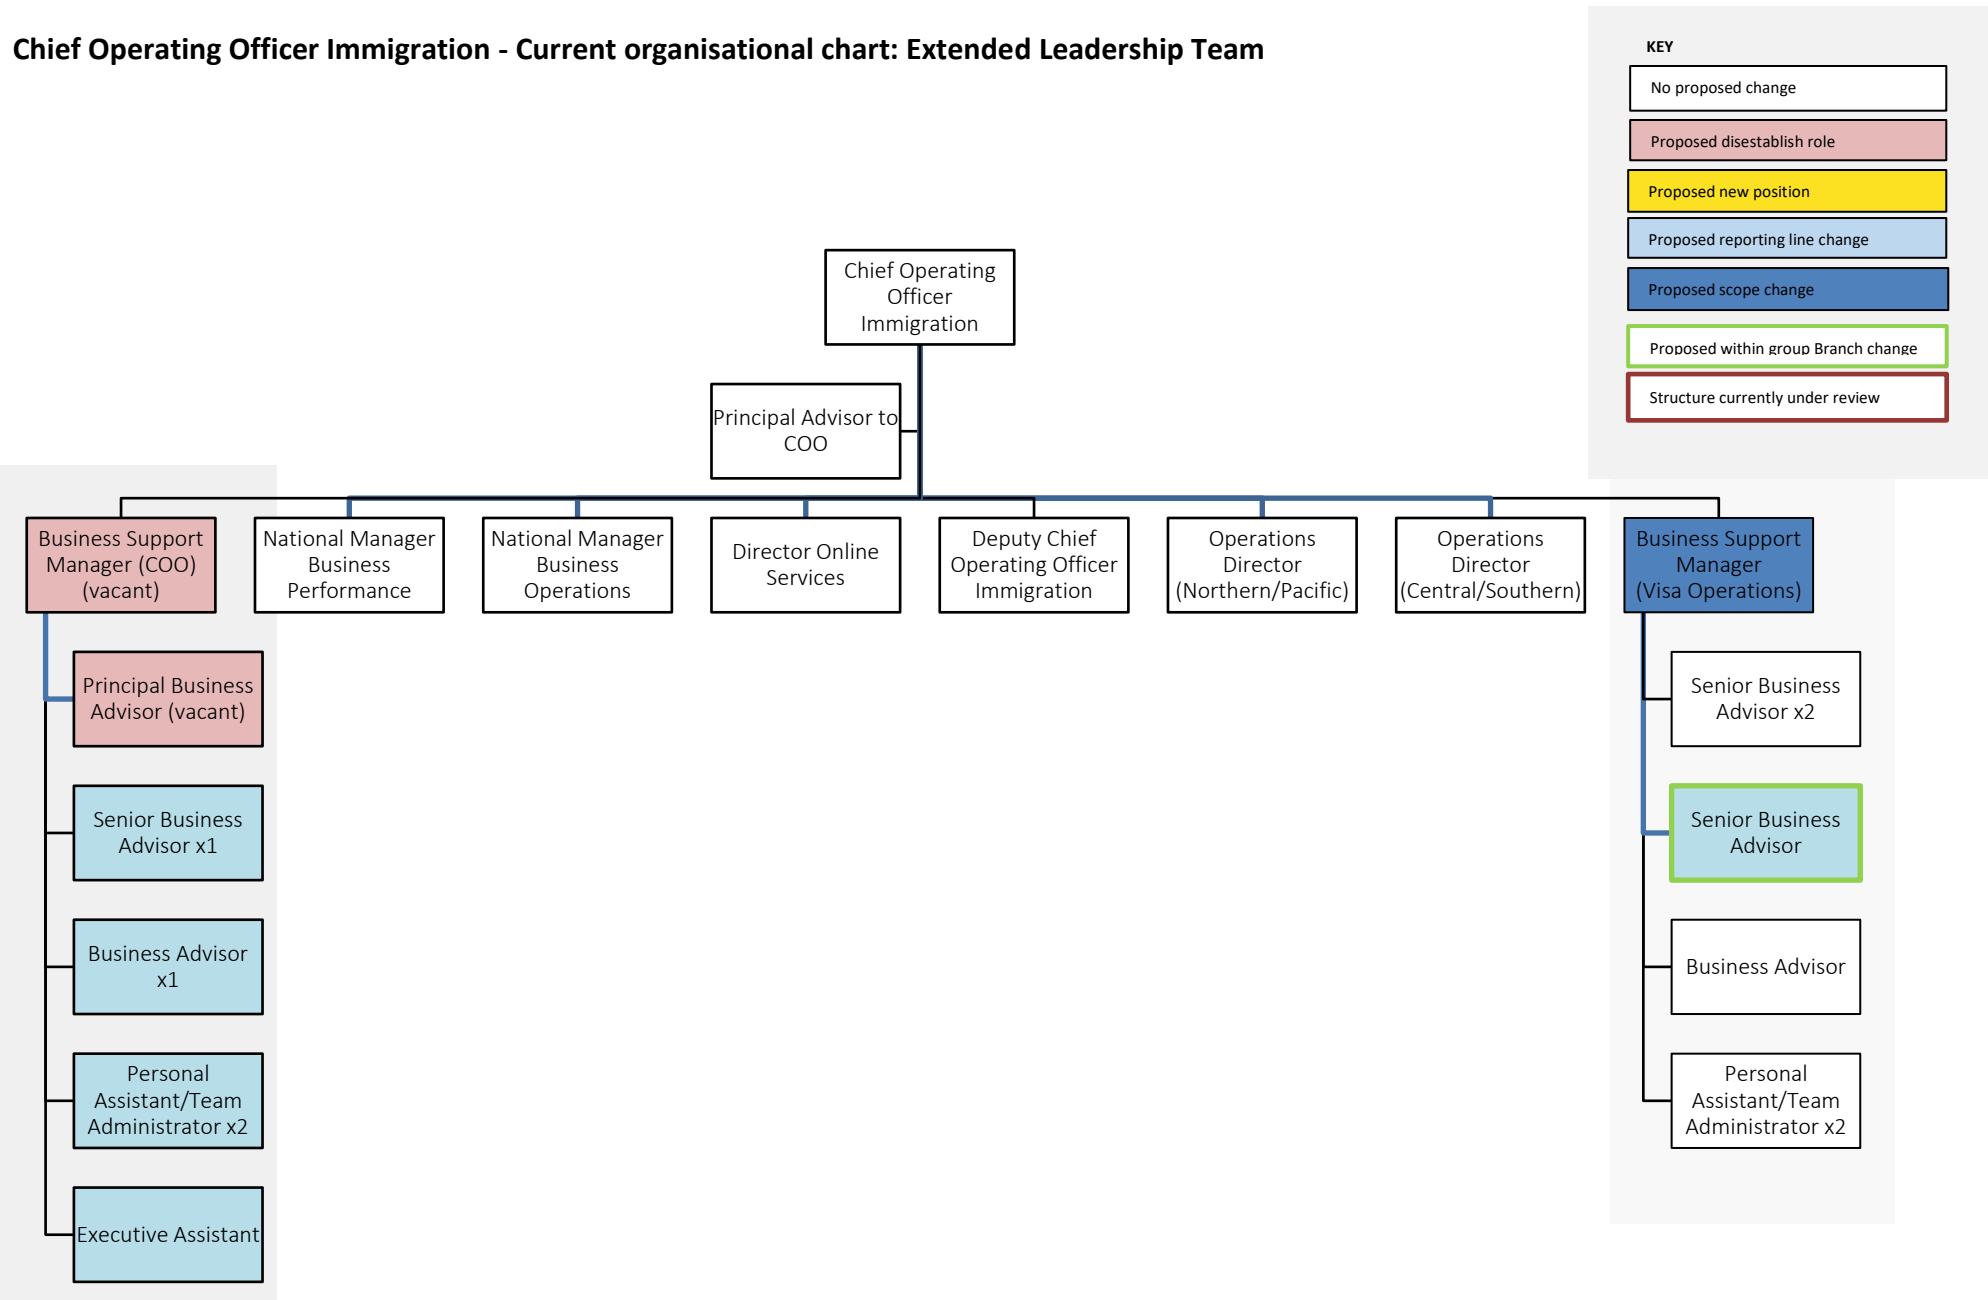 Chief Operating Officer Immigration - Current organisational chart: Extended Leadership Team
KEY
No proposed change
Proposed disestablish role
Proposed new position
Proposed reporting line change
Proposed scope change
Proposed within group Branch change
Structure currently under review
Chief Operating
Officer
Immigration
Principal Advisor to
COO
Business Support
Manager (COO)
(vacant)
National Manager
Business
Performance
National Manager
Business
Operations
Director Online
Services
Deputy Chief
Operating Officer
Immigration
Operations
Director
(Northern/Pacific)
Operations
Director
(Central/Southern)
Business Support
Manager
(Visa Operations)
Principal Business
Advisor (vacant)
Senior Business
Advisor x1
Business Advisor
x1
Personal
Assistant/Team
Administrator x2
Executive Assistant
Senior Business
Advisor x2
Senior Business
Advisor
Business Advisor
Personal
Assistant/Team
Administrator x2